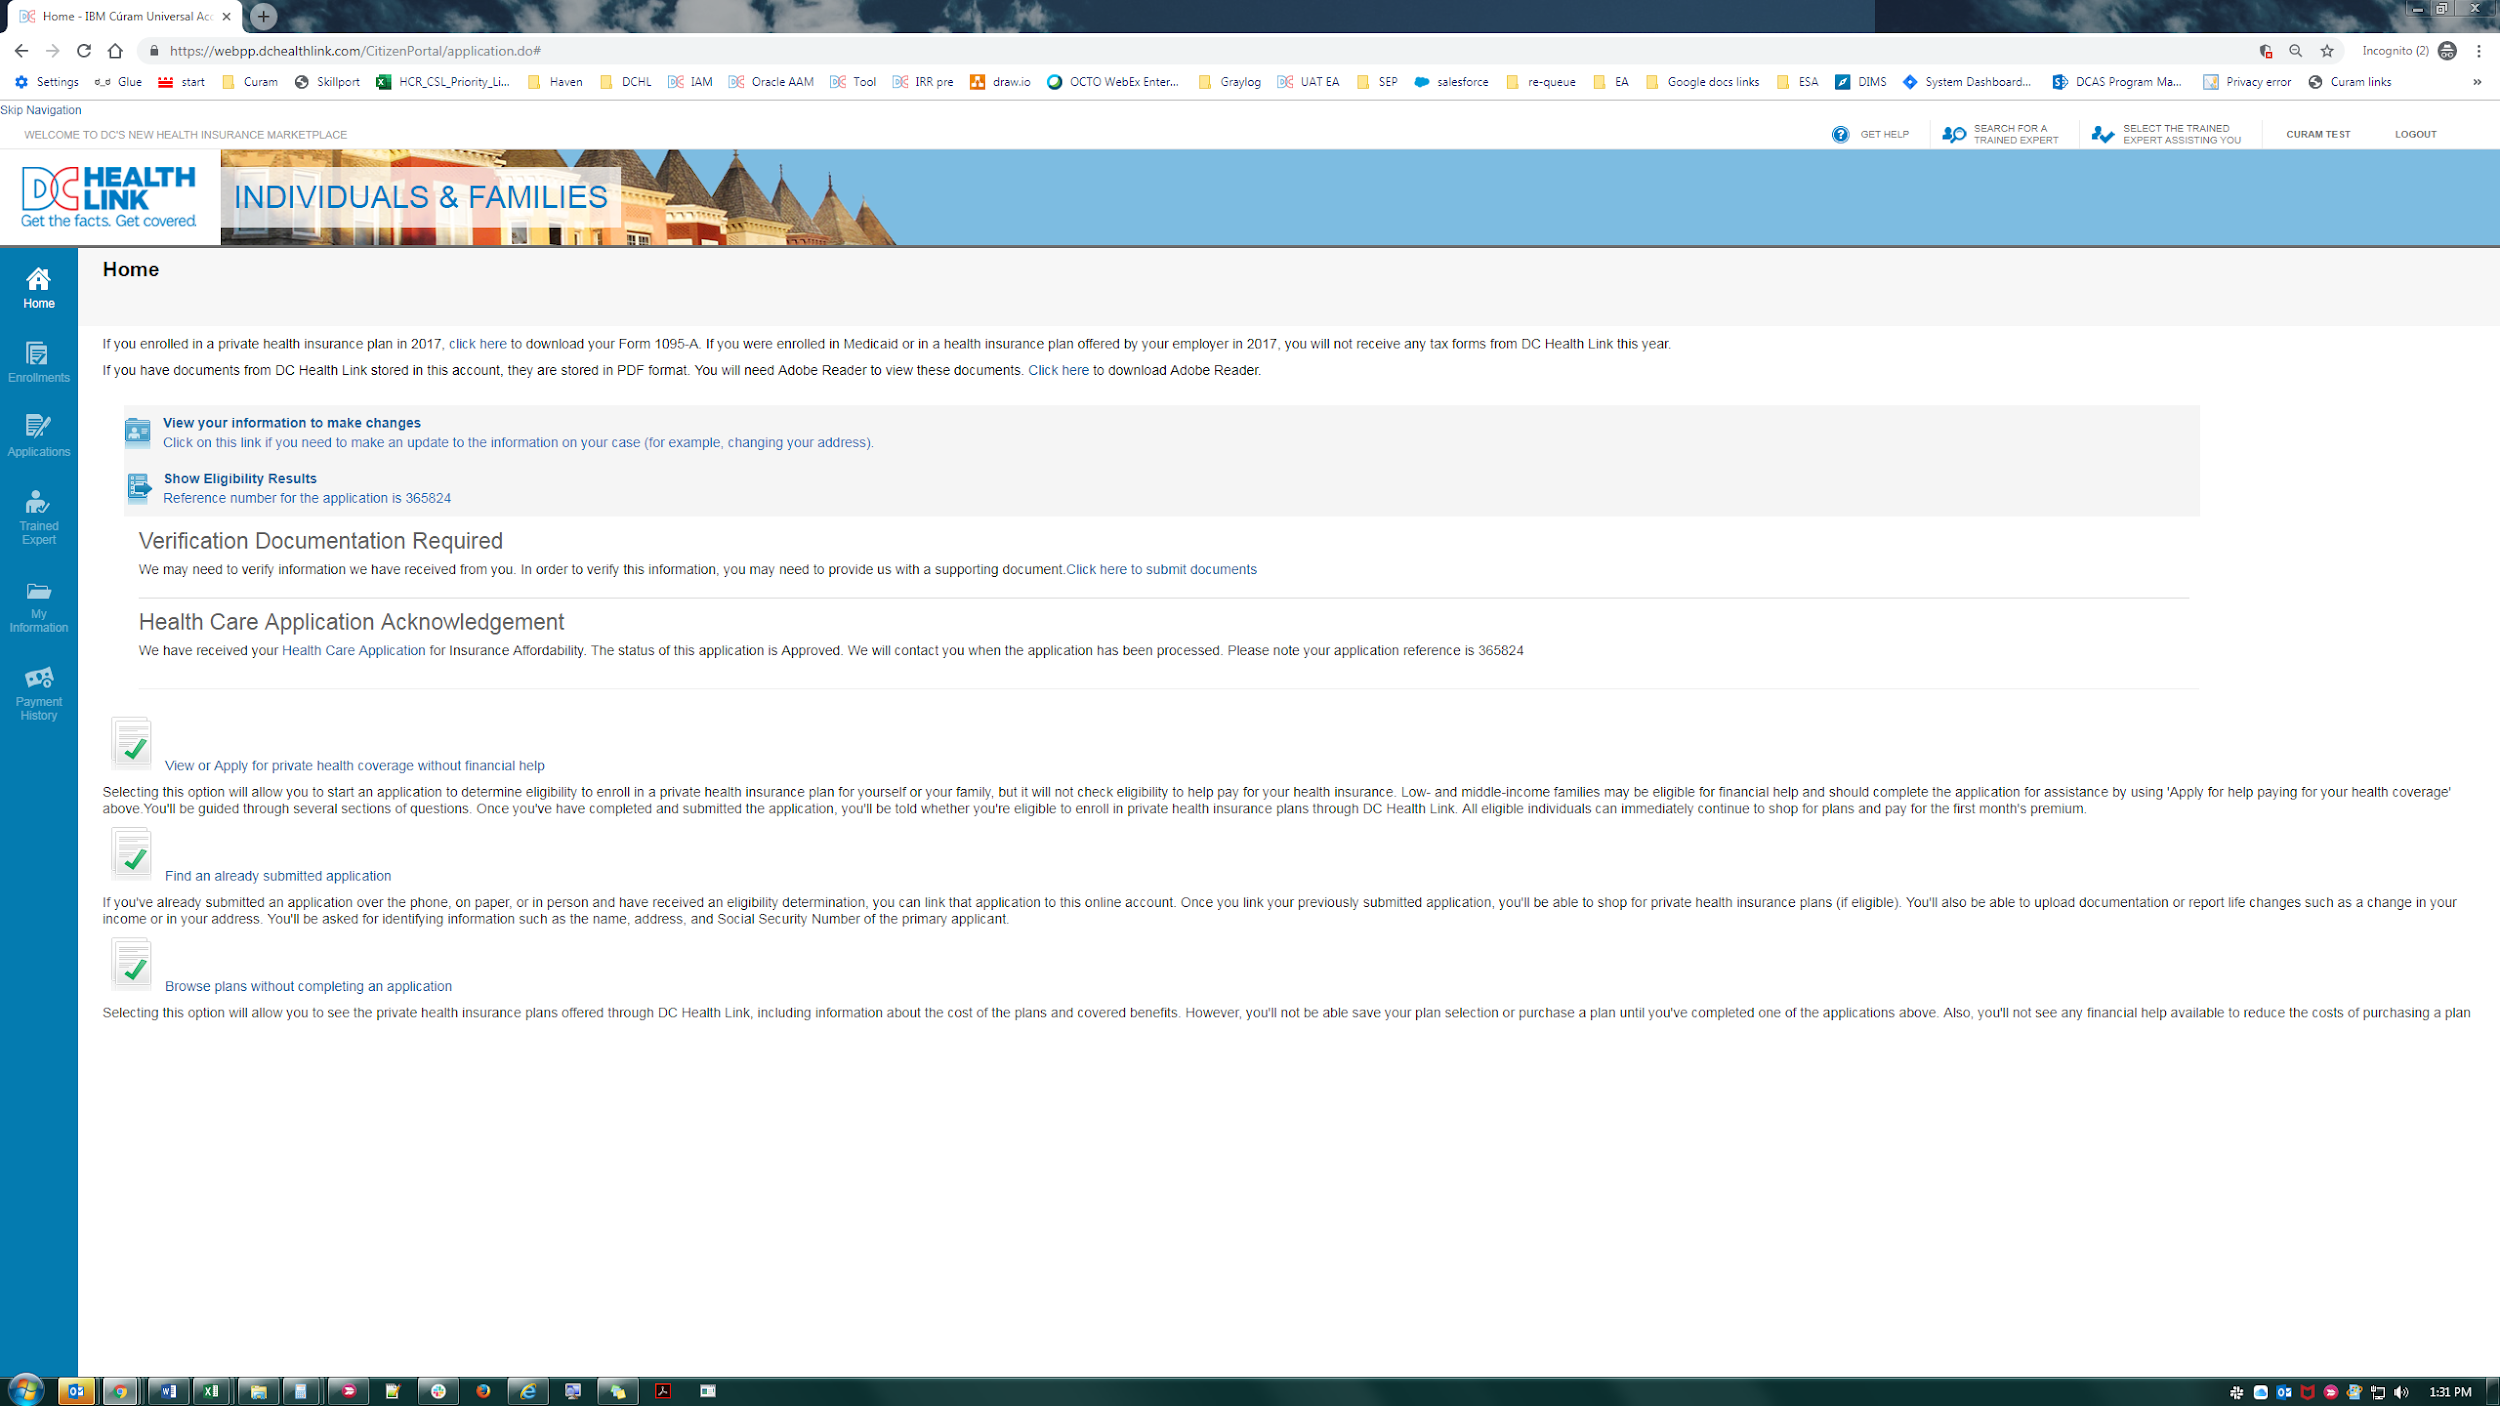 Home - IBM Cúram Universal Acc
https://webpp.dchealthlink.com/CitizenPortal/application.do#
Incognito (2)
Settings
Glue
start
Curam
Skillport
HCR_CSL_Priority_Li...
Haven
DCHL
IAM
Oracle AAM
Tool
IRR pre
draw.io
OCTO WebEx Enter...
Graylog
UAT EA
SEP
salesforce
re-queue
EA
Google docs links
ESA
DIMS
System Dashboard...
DCAS Program Ma...
Privacy error
Curam links
»
Skip Navigation
WELCOME TO DC'S NEW HEALTH INSURANCE MARKETPLACE
GET HELP
SEARCH FOR A
TRAINED EXPERT
SELECT THE TRAINED
EXPERT ASSISTING YOU
CURAM TEST
LOGOUT
DC HEALTH
LINK
Get the facts. Get covered.
INDIVIDUALS & FAMILIES
Home
Enrollments
Applications
Trained
Expert
My
Information
Payment
History
Home
If you enrolled in a private health insurance plan in 2017, click here to download your Form 1095-A. If you were enrolled in Medicaid or in a health insurance plan offered by your employer in 2017, you will not receive any tax forms from DC Health Link this year.
If you have documents from DC Health Link stored in this account, they are stored in PDF format. You will need Adobe Reader to view these documents. Click here to download Adobe Reader.
View your information to make changes
Click on this link if you need to make an update to the information on your case (for example, changing your address).
Show Eligibility Results
Reference number for the application is 365824
Verification Documentation Required
We may need to verify information we have received from you. In order to verify this information, you may need to provide us with a supporting document.Click here to submit documents
Health Care Application Acknowledgement
We have received your Health Care Application for Insurance Affordability. The status of this application is Approved. We will contact you when the application has been processed. Please note your application reference is 365824
View or Apply for private health coverage without financial help
Selecting this option will allow you to start an application to determine eligibility to enroll in a private health insurance plan for yourself or your family, but it will not check eligibility to help pay for your health insurance. Low- and middle-income families may be eligible for financial help and should complete the application for assistance by using 'Apply for help paying for your health coverage'
above.You'll be guided through several sections of questions. Once you've have completed and submitted the application, you'll be told whether you're eligible to enroll in private health insurance plans through DC Health Link. All eligible individuals can immediately continue to shop for plans and pay for the first month's premium.
Find an already submitted application
If you've already submitted an application over the phone, on paper, or in person and have received an eligibility determination, you can link that application to this online account. Once you link your previously submitted application, you'll be able to shop for private health insurance plans (if eligible). You'll also be able to upload documentation or report life changes such as a change in your
income or in your address. You'll be asked for identifying information such as the name, address, and Social Security Number of the primary applicant.
Browse plans without completing an application
Selecting this option will allow you to see the private health insurance plans offered through DC Health Link, including information about the cost of the plans and covered benefits. However, you'll not be able save your plan selection or purchase a plan until you've completed one of the applications above. Also, you'll not see any financial help available to reduce the costs of purchasing a plan
1:31 PM